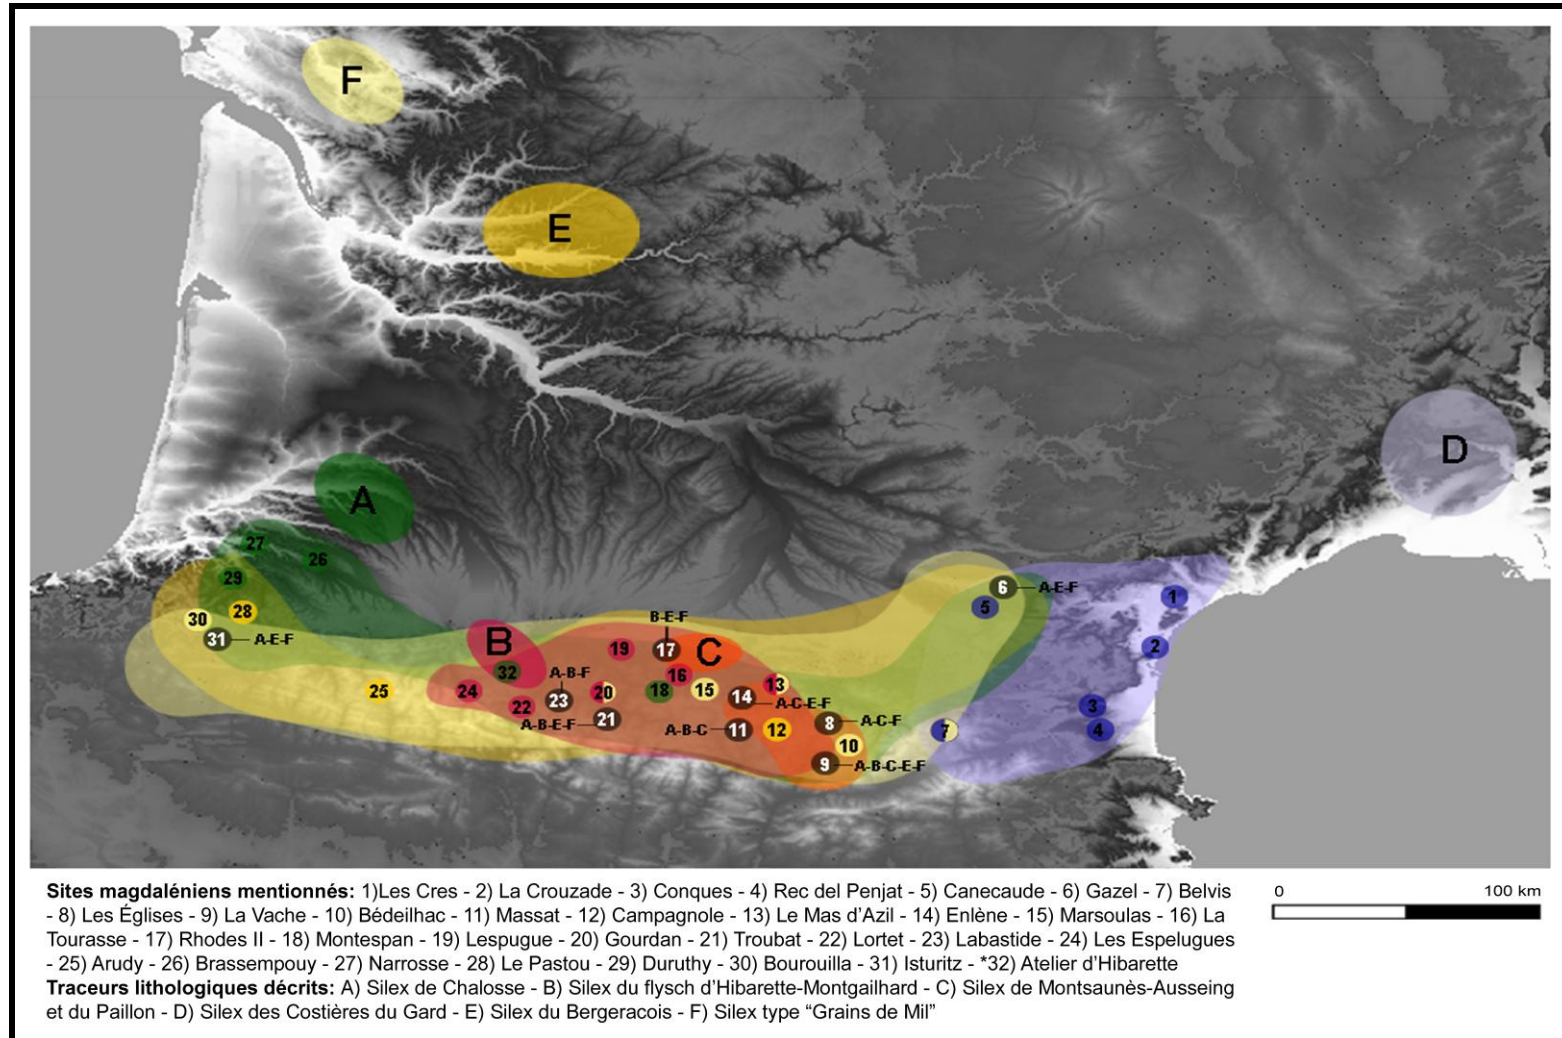 F
E
D
A
27
26
29
6 A-E-F
5
1
30
28
31 A-E-F
B-E-F
B
17
C
19
2
32
A-B-F
16
13
25
24
23
20
18
15
14
A-C-E-F
22
A-B-E-F 21
A-B-C 11
12
8 A-C-F
7
3
4
10
9 A-B-C-E-F
Sites magdaléniens mentionnés: 1)Les Cres - 2) La Crouzade - 3) Conques - 4) Rec del Penjat - 5) Canecaude - 6) Gazel - 7) Belvis
- 8) Les Églises - 9) La Vache - 10) Bédeilhac - 11) Massat - 12) Campagnole - 13) Le Mas d'Azil - 14) Enlène - 15) Marsoulas - 16) La
Tourasse - 17) Rhodes II - 18) Montespan - 19) Lespugue - 20) Gourdan - 21) Troubat - 22) Lortet - 23) Labastide - 24) Les Espelugues
- 25) Arudy - 26) Brassempouy - 27) Narrosse - 28) Le Pastou - 29) Duruthy - 30) Bourouilla - 31) Isturitz - *32) Atelier d'Hibarette
Traceurs lithologiques décrits: A) Silex de Chalosse - B) Silex du flysch d'Hibarette-Montgailhard - C) Silex de Montsaunès-Ausseing
et du Paillon - D) Silex des Costières du Gard - E) Silex du Bergeracois - F) Silex type "Grains de Mil"
0 100 km